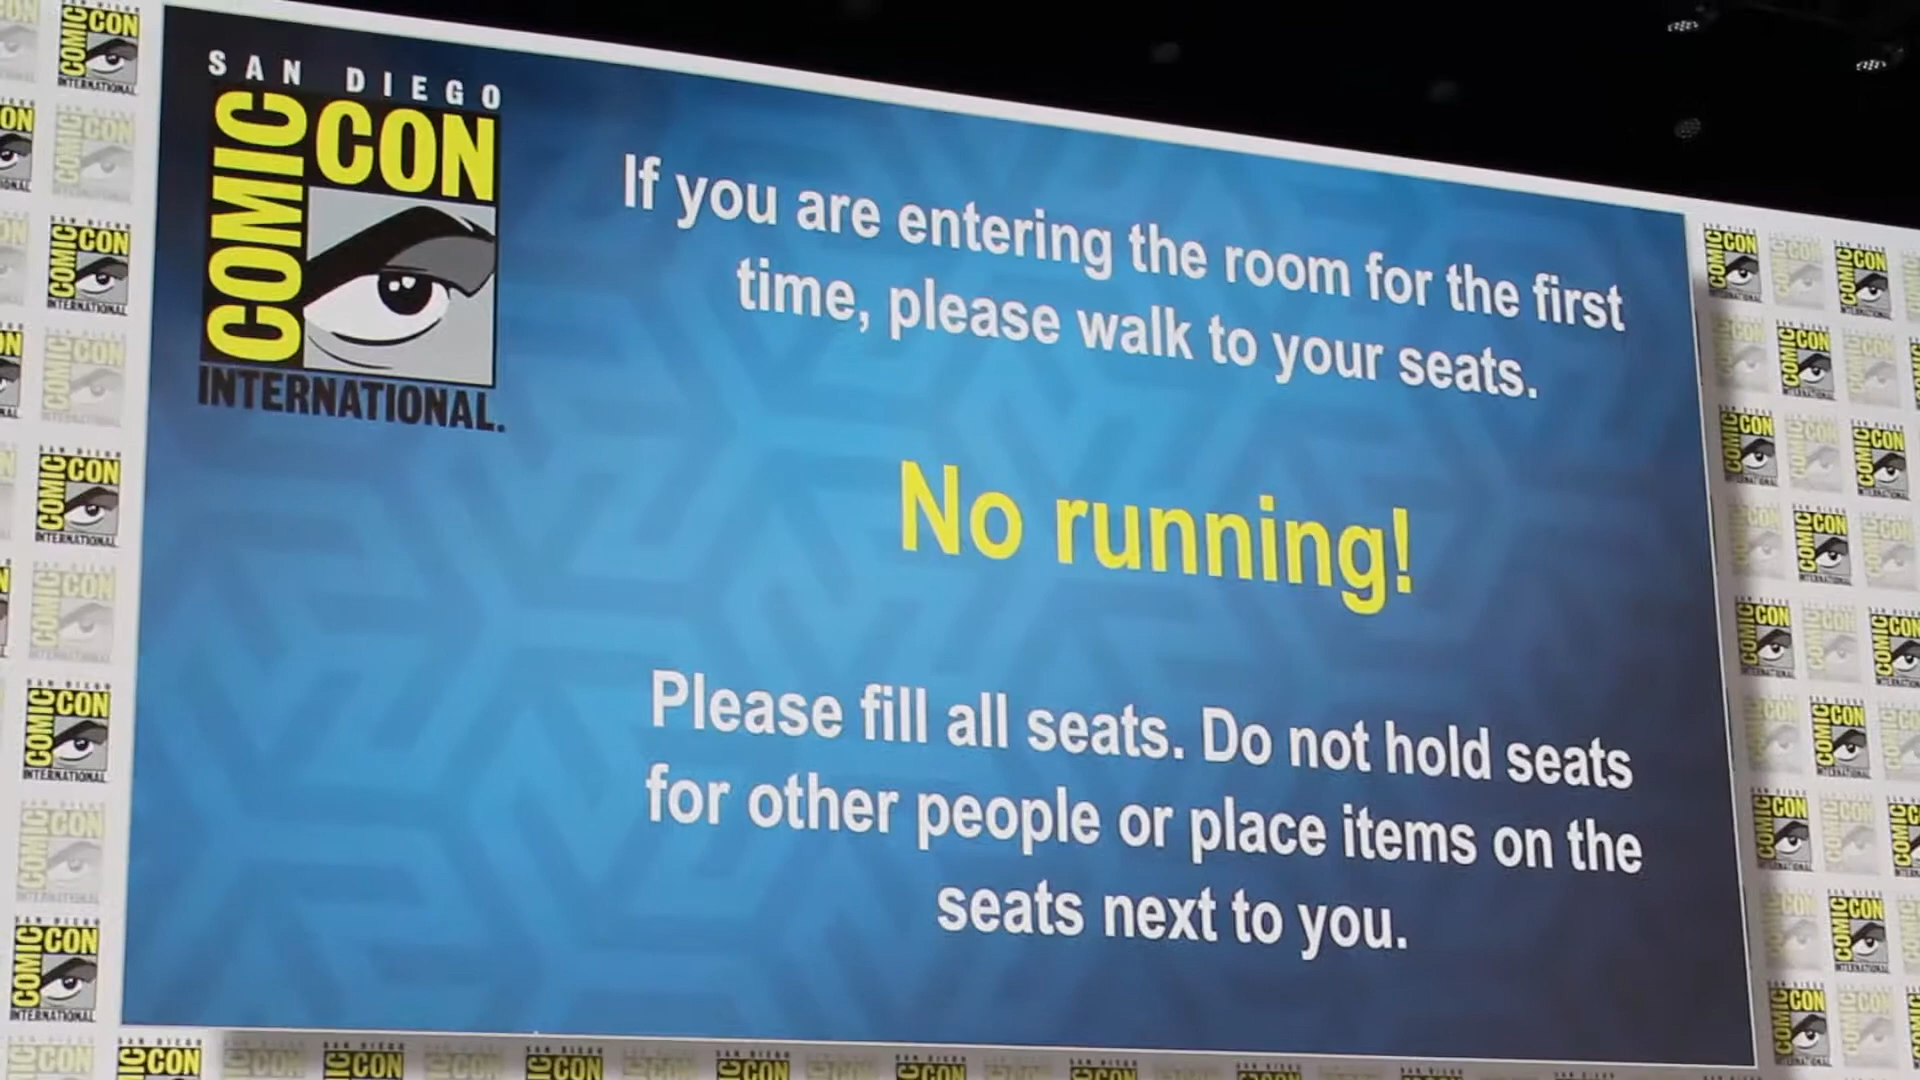 SAN DIEGO
COMIC CON
INTERNATIONAL.
If you are entering the room for the first
time, please walk to your seats.
No running!
Please fill all seats. Do not hold seats
for other people or place items on the
seats next to you.